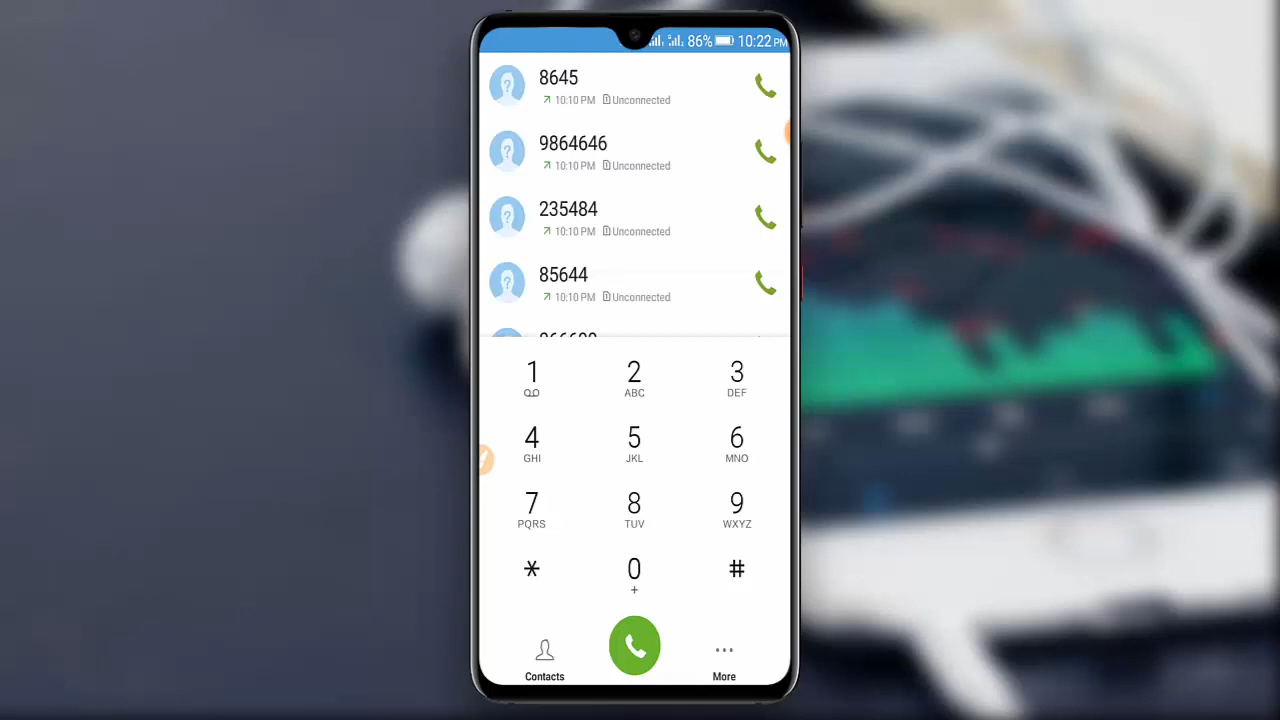 86% 10:22 PM
8645
10:10 PM Unconnected
9864646
10:10 PM Unconnected
235484
10:10 PM Unconnected
85644
10:10 PM Unconnected
1 2 3
ABC DEF
4 5 6
GHI JKL MNO
7 8 9
PQRS TUV WXYZ
* 0 #
+
Contacts More